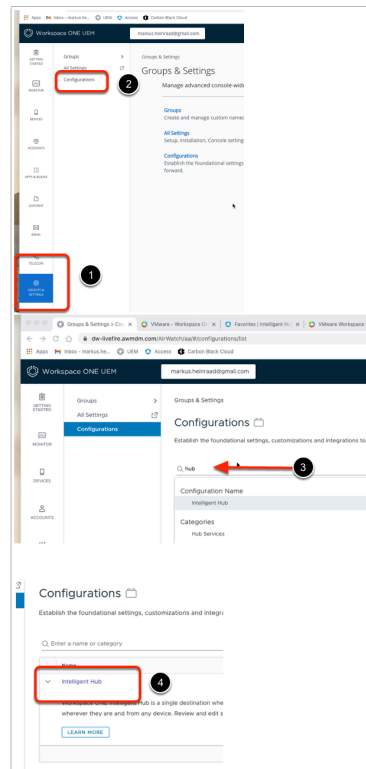 Apps Inbox - markus.he... UEM Access Carbon Black Cloud
Workspace ONE UEM
markus.heinraad@gmail.com
GETTING STARTED
MONITOR
DEVICES
ACCOUNTS
APPS & BOOKS
CONTENT
EMAIL
TELECOM
GROUPS & SETTINGS
Groups
All Settings
Configurations
2
1
Groups & Settings
Groups & Settings
Manage advanced console-wid
Groups
Create and manage custom named
All Settings
Setup, installation, Console setting
Configurations
Establish the foundational settings
forward.
Groups & Settings > Con VMware - Workspace O Favorites | Intelligent Hu VMware Workspace
dw-livefire.awmdm.com/AirWatch/aa/#/configurations/list
Apps Inbox - markus.he... UEM Access Carbon Black Cloud
Workspace ONE UEM
markus.heinraad@gmail.com
GETTING STARTED
MONITOR
DEVICES
ACCOUNTS
Groups
All Settings
Configurations
Groups & Settings
Configurations
Establish the foundational settings, customizations and integrations to
hub
3
Configuration Name
Intelligent Hub
Categories
Hub Services
Configurations
Establish the foundational settings, customizations and integra
Enter a name or category
Name
Intelligent Hub
4
Workspace ONE Intelligent Hub is a single destination whe
wherever they are and from any device. Review and edit s
LEARN MORE